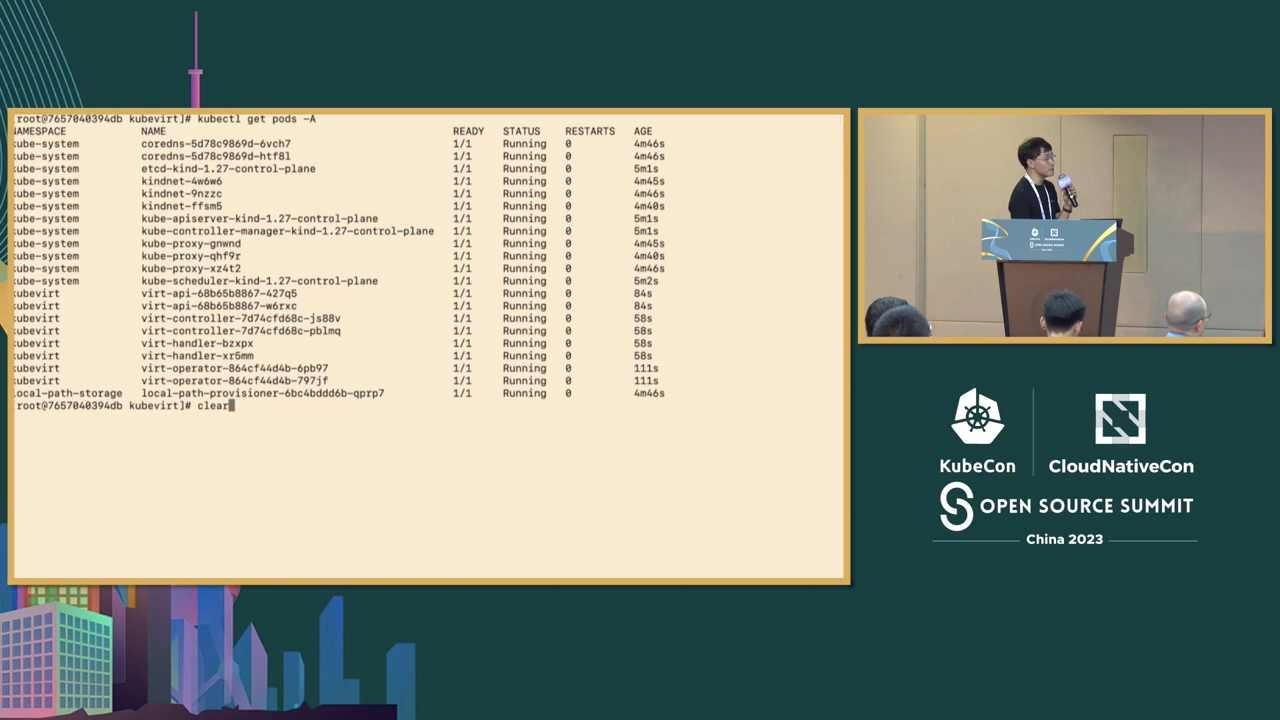 [root@7657040394db kubevirt]# kubectl get pods -A
NAMESPACE NAME READY STATUS RESTARTS AGE
kube-system coredns-5d78c9869d-6vch7 1/1 Running 0 4m46s
kube-system coredns-5d78c9869d-htf8l 1/1 Running 0 4m46s
kube-system etcd-kind-1.27-control-plane 1/1 Running 0 5m1s
kube-system kindnet-4w6w6 1/1 Running 0 4m45s
kube-system kindnet-9nzzc 1/1 Running 0 4m46s
kube-system kindnet-ffsm5 1/1 Running 0 4m40s
kube-system kube-apiserver-kind-1.27-control-plane 1/1 Running 0 5m1s
kube-system kube-controller-manager-kind-1.27-control-plane 1/1 Running 0 5m1s
kube-system kube-proxy-gnwnd 1/1 Running 0 4m45s
kube-system kube-proxy-qhf9r 1/1 Running 0 4m40s
kube-system kube-proxy-xz4t2 1/1 Running 0 4m46s
kube-system kube-scheduler-kind-1.27-control-plane 1/1 Running 0 5m2s
kubevirt virt-api-68b65b8867-427q5 1/1 Running 0 84s
kubevirt virt-api-68b65b8867-w6rxc 1/1 Running 0 84s
kubevirt virt-controller-7d74cfd68c-js88v 1/1 Running 0 58s
kubevirt virt-controller-7d74cfd68c-pblmq 1/1 Running 0 58s
kubevirt virt-handler-bzxpx 1/1 Running 0 58s
kubevirt virt-handler-xr5mm 1/1 Running 0 58s
kubevirt virt-operator-864cf44d4b-6pb97 1/1 Running 0 111s
kubevirt virt-operator-864cf44d4b-797jf 1/1 Running 0 111s
local-path-storage local-path-provisioner-6bc4bddd6b-qprp7 1/1 Running 0 4m46s
[root@7657040394db kubevirt]# clear
OPEN SOURCE SUMMIT
KubeCon CloudNativeCon
OPEN SOURCE SUMMIT
China 2023